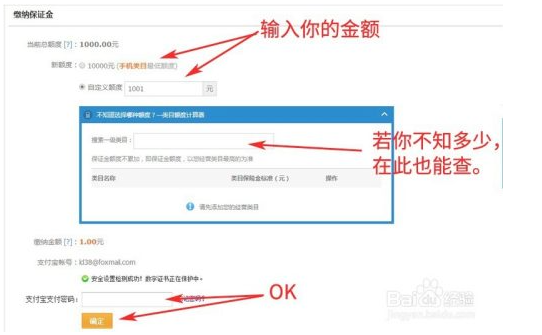 缴纳保证金
当前总额度 [?]：1000.00元
输入你的金额
新额度：10000元 (手机类目最低额度)
自定义额度 1001 元
不知道选择哪种额度？—类目额度计算器
搜索一级类目：
若你不知多少，
在此也能查。
保证金额度不累加，即保证金额度，以您经营类目最高的为准
类目名称 类目保险金标准（元） 操作
请先添加您的经营类目
缴纳金额 [?]：1.00元
支付宝账号：ld38@foxmail.com
安全设置检测成功！数字证书正在保护中。
支付宝支付密码： 记密码？
OK
确定
Baidu 经验
jingyan.baidu.com